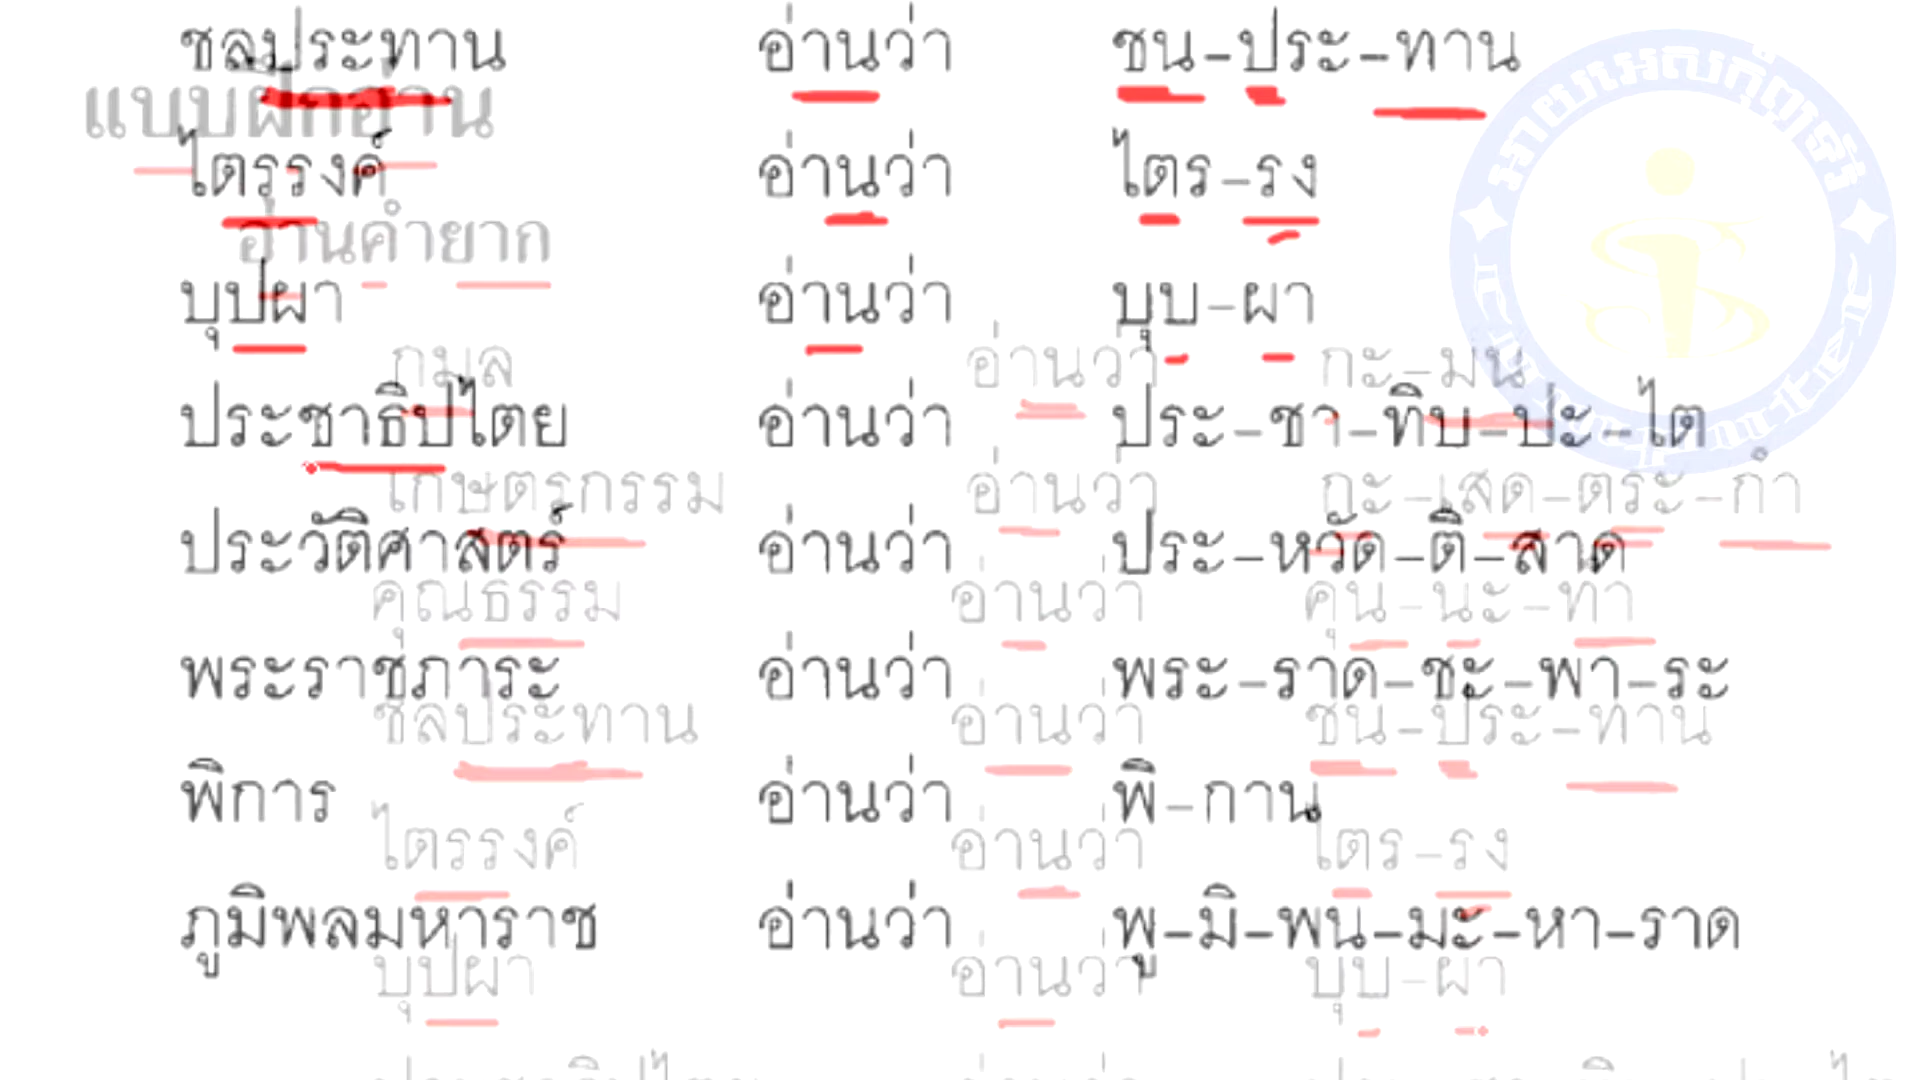 ชลประทาน อ่านว่า ชน-ประ-ทาน
แบบฝึกอ่าน
ไตรรงค์ อ่านว่า ไตร-รง
อ่านคำยาก
บุปผา อ่านว่า บุบ-ผา
กมล อ่านว่า กะ-มน
ประชาธิปไตย อ่านว่า ประ-ชา-ทิบ-ปะ-ไต
เกษตรกรรม อ่านว่า กะ-เสด-ตระ-กำ
ประวัติศาสตร์ อ่านว่า ประ-หวัด-ติ-สาด
คุณธรรม อ่านว่า คุน-นะ-ทำ
พระราชภาระ อ่านว่า พระ-ราด-ชะ-พา-ระ
ชลประทาน อ่านว่า ชน-ประ-ทาน
พิการ อ่านว่า พิ-กาน
ไตรรงค์ อ่านว่า ไตร-รง
ภูมิพลมหาราช อ่านว่า พู-มิ-พน-มะ-หา-ราด
บุปผา อ่านว่า บุบ-ผา